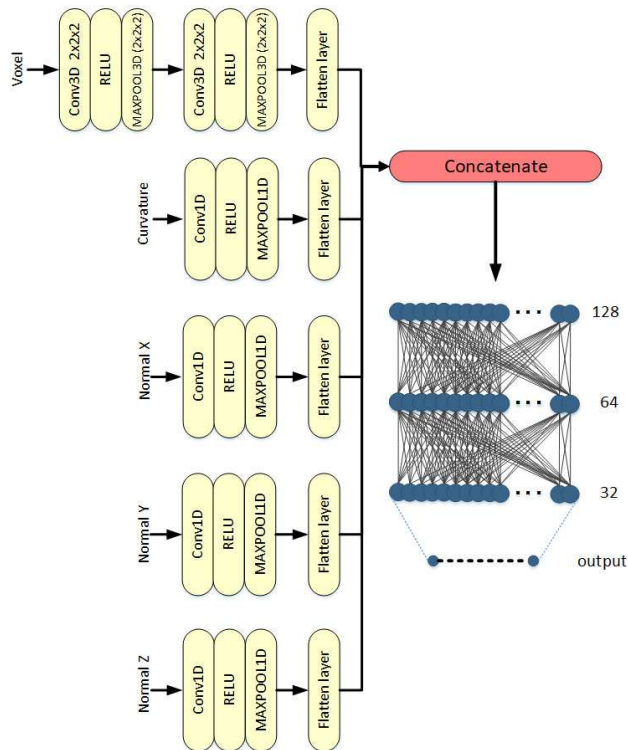 Voxel
Conv3D 2x2x2
RELU
MAXPOOL3D (2x2x2)
Conv3D 2x2x2
RELU
MAXPOOL3D (2x2x2)
Flatten layer
Concatenate
Curvature
Conv1D
RELU
MAXPOOL1D
Flatten layer
Normal X
Conv1D
RELU
MAXPOOL1D
Flatten layer
Normal Y
Conv1D
RELU
MAXPOOL1D
Flatten layer
Normal Z
Conv1D
RELU
MAXPOOL1D
Flatten layer
128
64
32
output